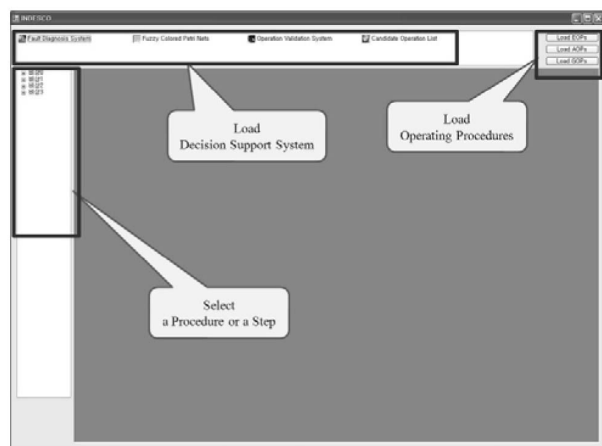 INDESCO
Fault Diagnosis System Fuzzy Colored Petri Nets Operation Validation System Candidate Operation List
Load EOPs
Load AOPs
Load GOPs
Load
Decision Support System
Load
Operating Procedures
Select
a Procedure or a Step